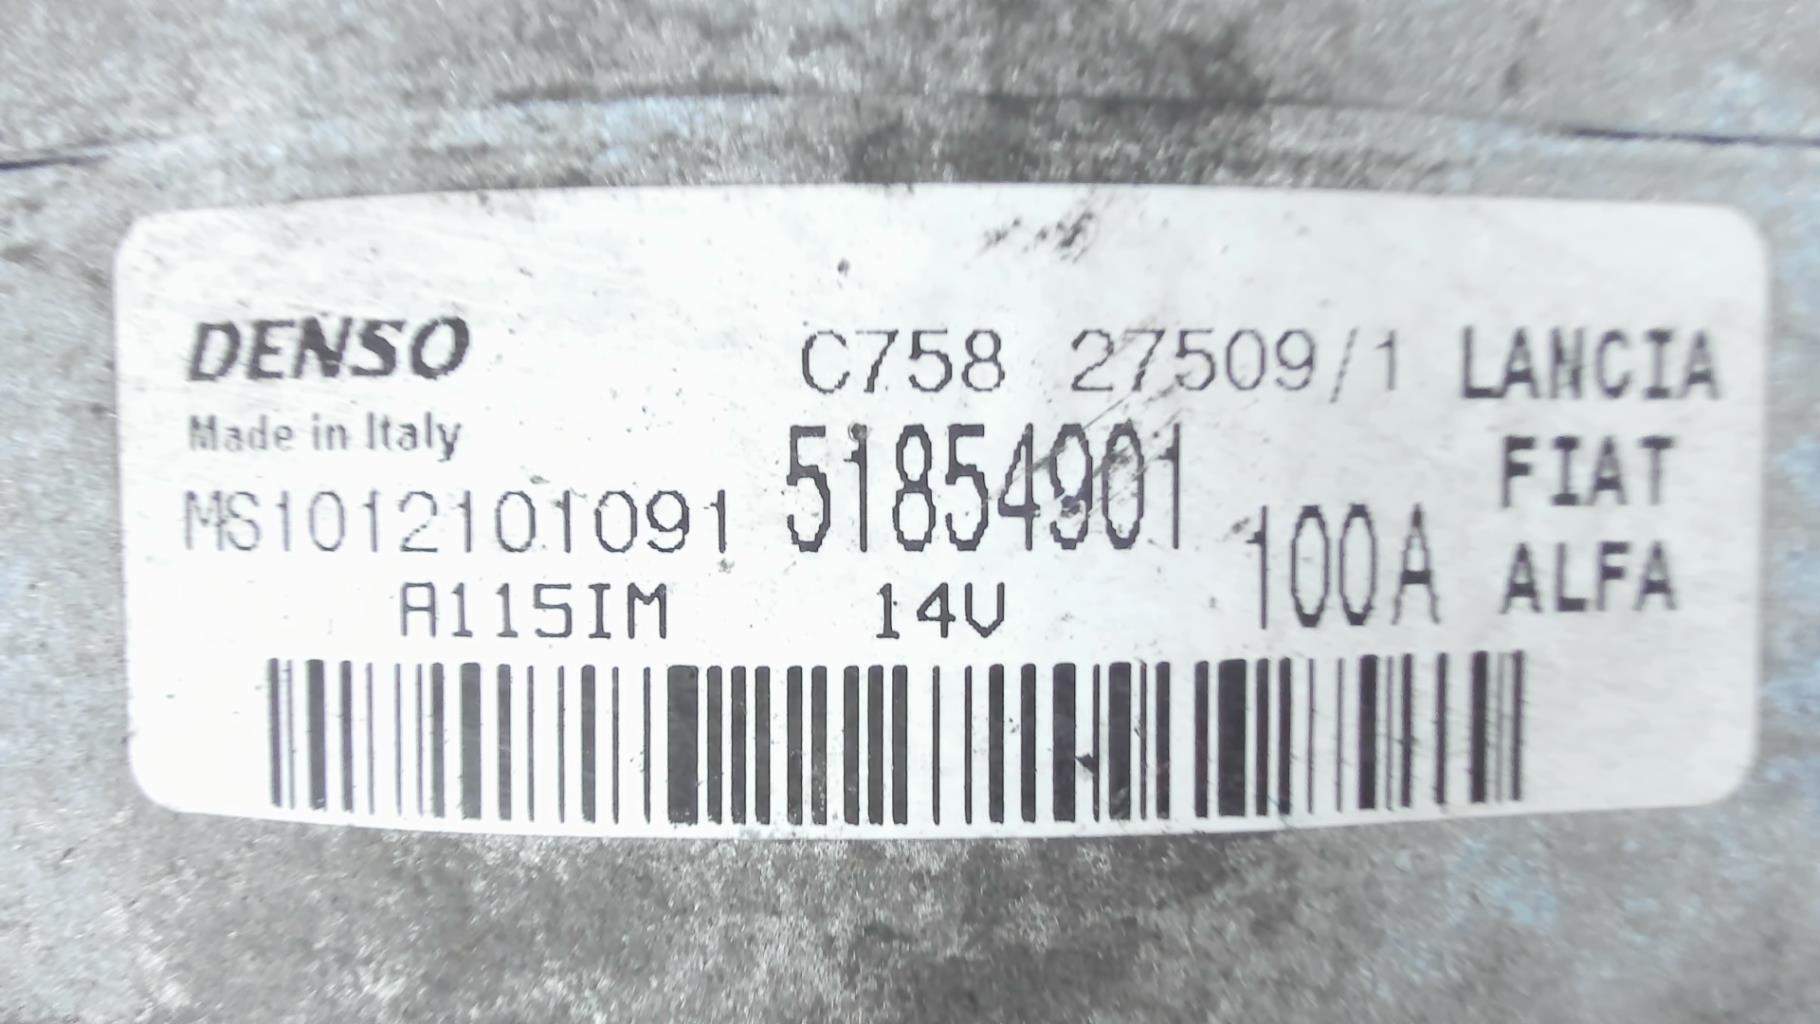 DENSO C758 27509/1 LANCIA
Made in Italy 51854901 FIAT
MS1012101091 100A ALFA
A115IM 14V